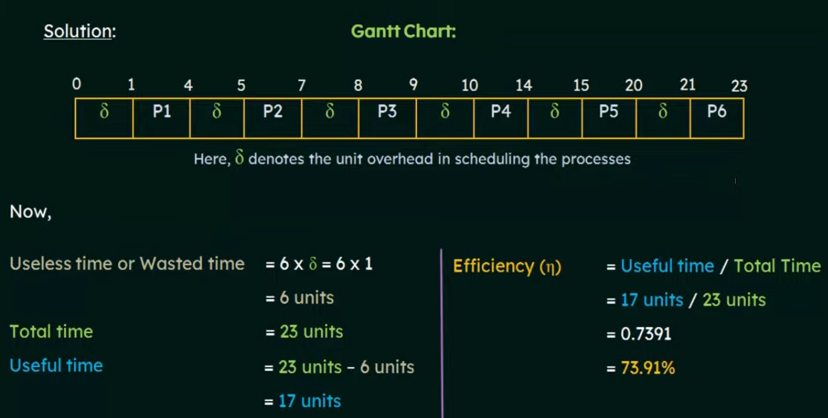 Solution: Gantt Chart:
0 1 4 5 7 8 9 10 14 15 20 21 23
δ P1 δ P2 δ P3 δ P4 δ P5 δ P6
Here, δ denotes the unit overhead in scheduling the processes
Now,
Useless time or Wasted time = 6 x δ = 6 x 1
= 6 units
Total time = 23 units
Useful time = 23 units - 6 units
= 17 units
Efficiency (η) = Useful time / Total Time
= 17 units / 23 units
= 0.7391
= 73.91%